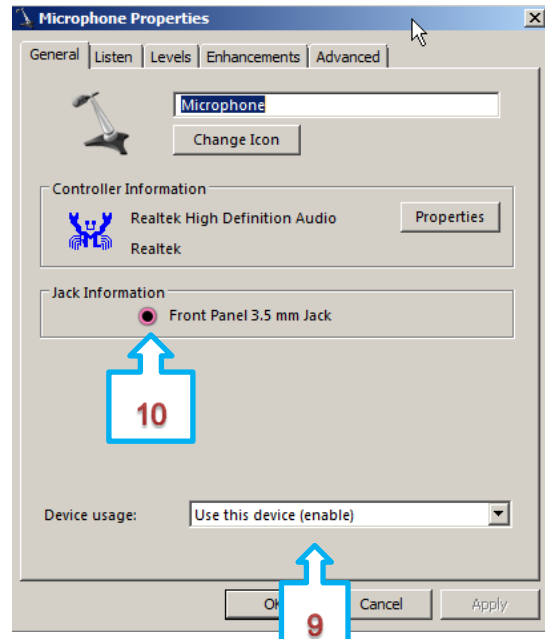 Microphone Properties
General Listen Levels Enhancements Advanced
Microphone
Change Icon
Controller Information
Realtek High Definition Audio
Properties
Realtek
Jack Information
Front Panel 3.5 mm Jack
10
Device usage:
Use this device (enable)
Cancel
Apply
9